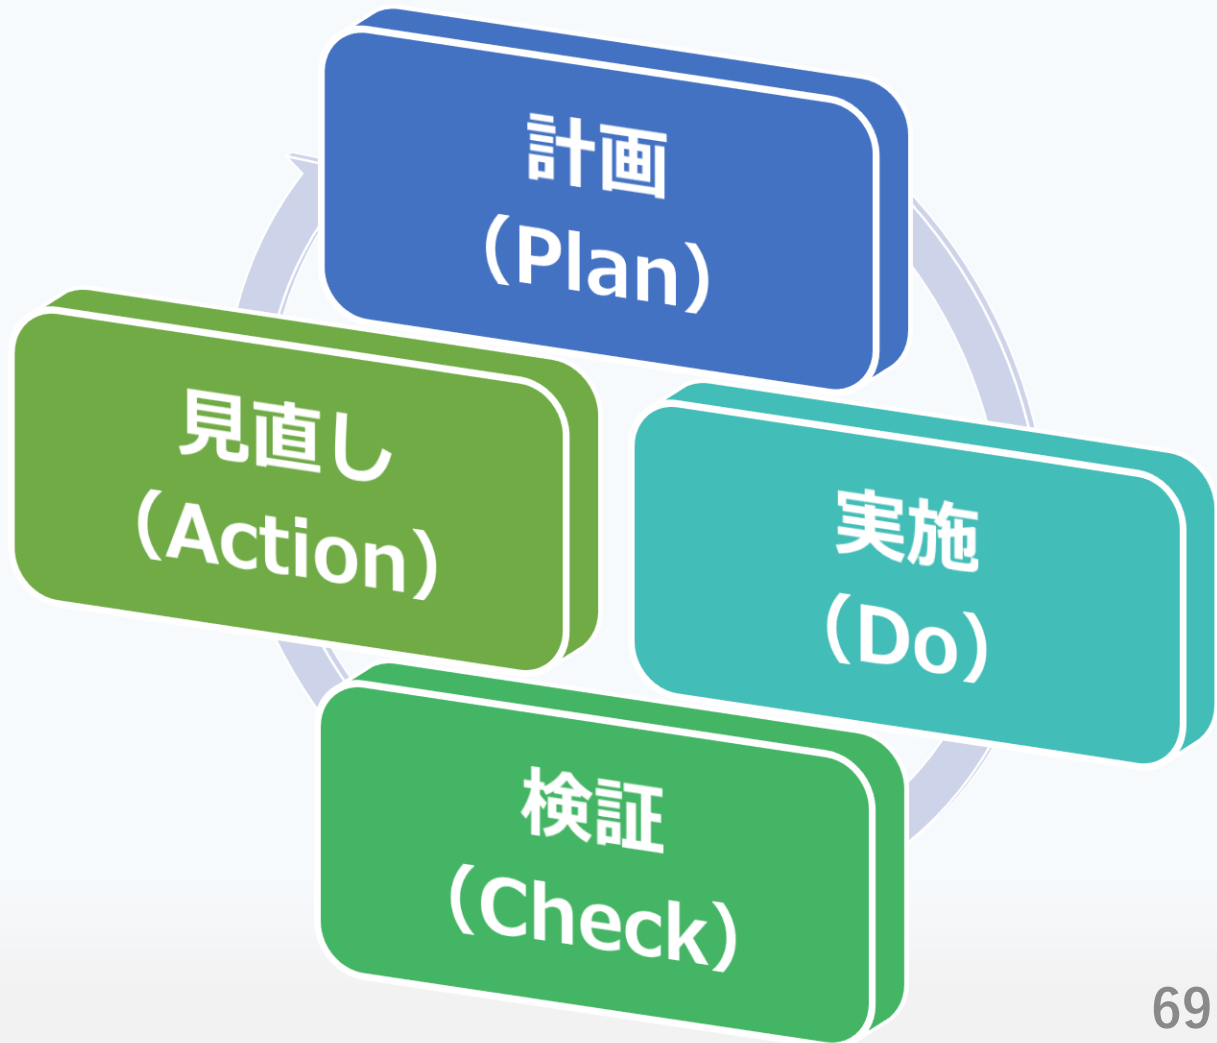 計画
（Plan）
実施
（Do）
検証
（Check）
見直し
（Action）
69